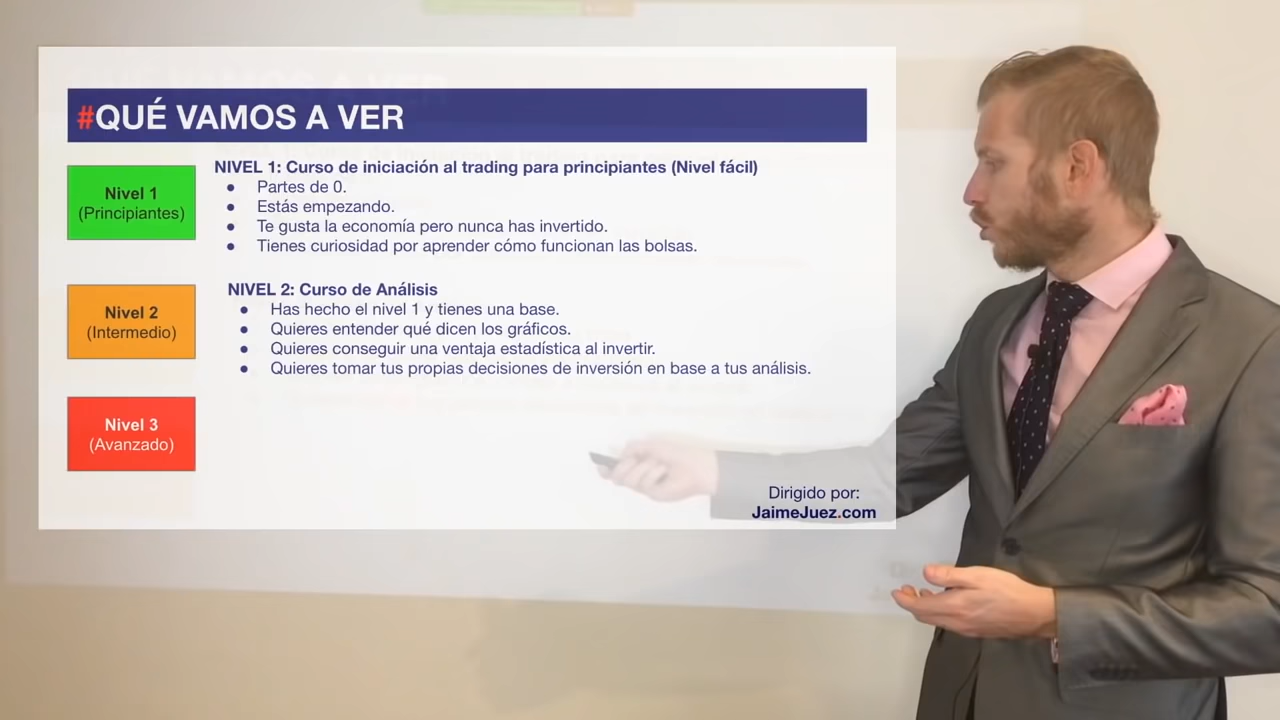 #QUÉ VAMOS A VER
Nivel 1
(Principiantes)
NIVEL 1: Curso de iniciación al trading para principiantes (Nivel fácil)
● Partes de 0.
● Estás empezando.
● Te gusta la economía pero nunca has invertido.
● Tienes curiosidad por aprender cómo funcionan las bolsas.
Nivel 2
(Intermedio)
NIVEL 2: Curso de Análisis
● Has hecho el nivel 1 y tienes una base.
● Quieres entender qué dicen los gráficos.
● Quieres conseguir una ventaja estadística al invertir.
● Quieres tomar tus propias decisiones de inversión en base a tus análisis.
Nivel 3
(Avanzado)
Dirigido por:
JaimeJuez.com